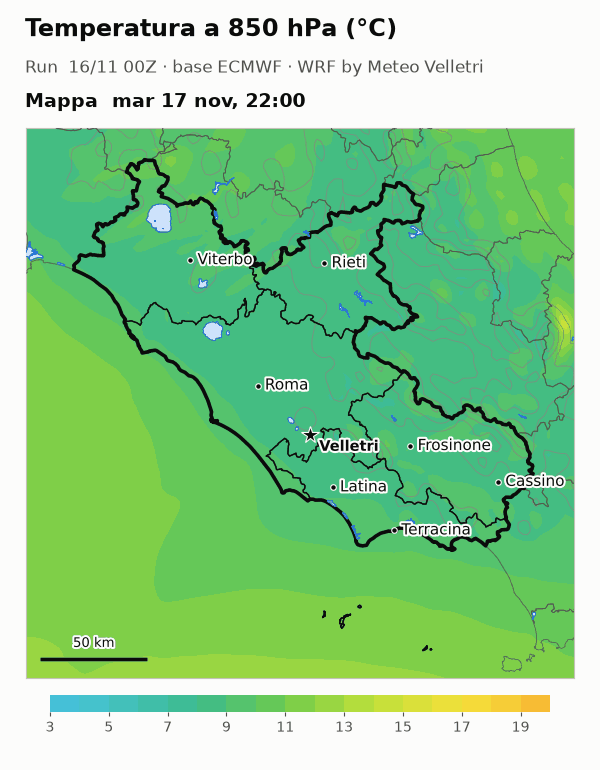 Temperatura a 850 hPa (°C)
Run  16/11 00Z · base ECMWF · WRF by Meteo Velletri
Mappa  mar 17 nov, 22:00
Viterbo
Rieti
Roma
Velletri
Frosinone
Cassino
Latina
Terracina
50 km
3 5 7 9 11 13 15 17 19